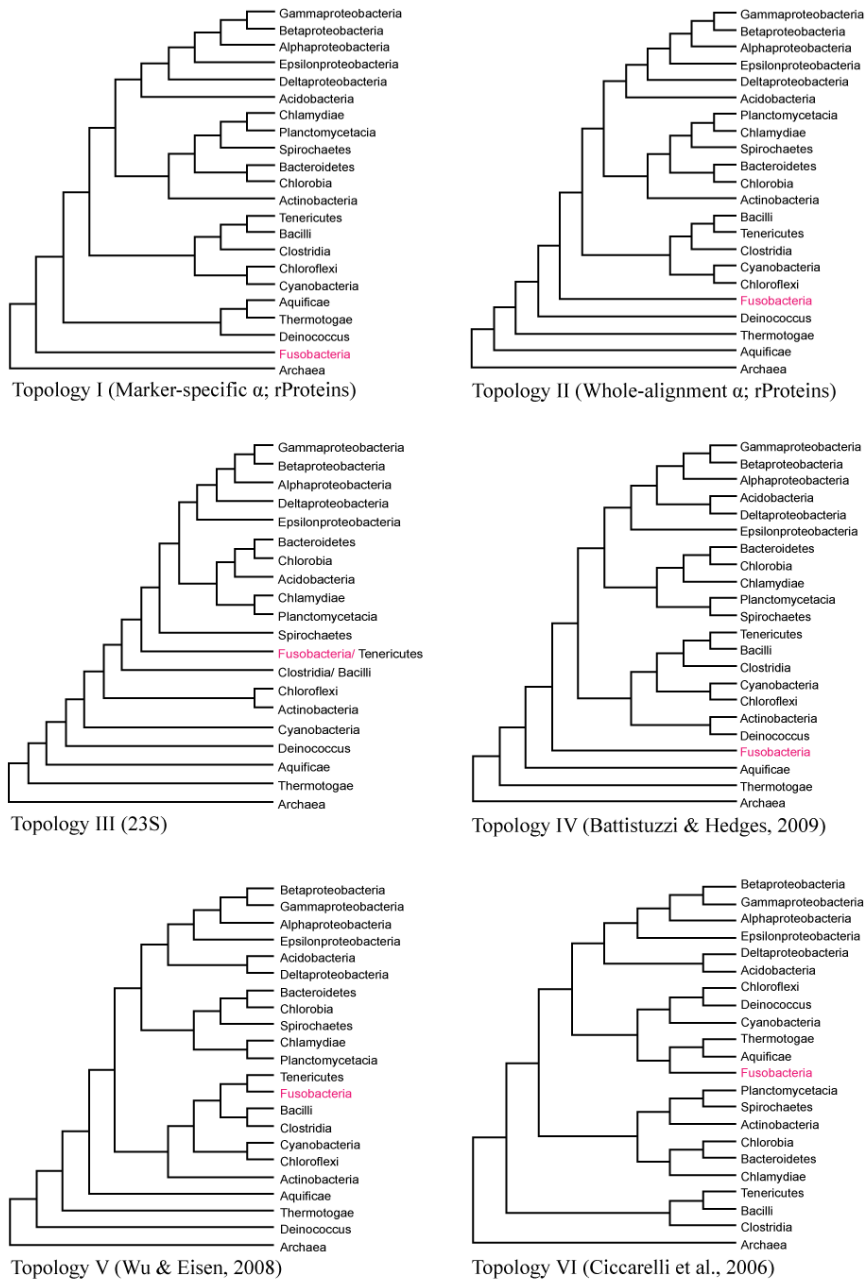 Gammaproteobacteria
Betaproteobacteria
Alphaproteobacteria
Epsilonproteobacteria
Deltaproteobacteria
Acidobacteria
Chlamydiae
Planctomycetacia
Spirochaetes
Bacteroidetes
Chlorobia
Actinobacteria
Tenericutes
Bacilli
Clostridia
Chloroflexi
Cyanobacteria
Aquificae
Thermotogae
Deinococcus
Fusobacteria
Archaea
Topology I (Marker-specific α; rProteins)
Gammaproteobacteria
Betaproteobacteria
Alphaproteobacteria
Epsilonproteobacteria
Deltaproteobacteria
Acidobacteria
Planctomycetacia
Chlamydiae
Spirochaetes
Bacteroidetes
Chlorobia
Actinobacteria
Bacilli
Tenericutes
Clostridia
Cyanobacteria
Chloroflexi
Fusobacteria
Deinococcus
Thermotogae
Aquificae
Archaea
Topology II (Whole-alignment α; rProteins)
Gammaproteobacteria
Betaproteobacteria
Alphaproteobacteria
Deltaproteobacteria
Epsilonproteobacteria
Bacteroidetes
Chlorobia
Acidobacteria
Chlamydiae
Planctomycetacia
Spirochaetes
Fusobacteria/ Tenericutes
Clostridia/ Bacilli
Chloroflexi
Actinobacteria
Cyanobacteria
Deinococcus
Aquificae
Thermotogae
Archaea
Topology III (23S)
Gammaproteobacteria
Betaproteobacteria
Alphaproteobacteria
Acidobacteria
Deltaproteobacteria
Epsilonproteobacteria
Bacteroidetes
Chlorobia
Chlamydiae
Planctomycetacia
Spirochaetes
Tenericutes
Bacilli
Clostridia
Cyanobacteria
Chloroflexi
Actinobacteria
Deinococcus
Fusobacteria
Aquificae
Thermotogae
Archaea
Topology IV (Battistuzzi & Hedges, 2009)
Betaproteobacteria
Gammaproteobacteria
Alphaproteobacteria
Epsilonproteobacteria
Acidobacteria
Deltaproteobacteria
Bacteroidetes
Chlorobia
Spirochaetes
Chlamydiae
Planctomycetacia
Tenericutes
Fusobacteria
Bacilli
Clostridia
Cyanobacteria
Chloroflexi
Actinobacteria
Aquificae
Thermotogae
Deinococcus
Archaea
Topology V (Wu & Eisen, 2008)
Betaproteobacteria
Gammaproteobacteria
Alphaproteobacteria
Epsilonproteobacteria
Deltaproteobacteria
Acidobacteria
Chloroflexi
Deinococcus
Cyanobacteria
Thermotogae
Aquificae
Fusobacteria
Planctomycetacia
Spirochaetes
Actinobacteria
Chlorobia
Bacteroidetes
Chlamydiae
Tenericutes
Bacilli
Clostridia
Archaea
Topology VI (Ciccarelli et al., 2006)